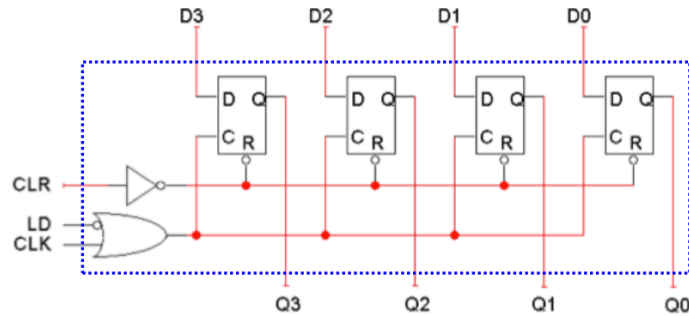 D3 D2 D1 D0
D Q D Q D Q D Q
C R C R C R C R
CLR
LD
CLK
Q3 Q2 Q1 Q0